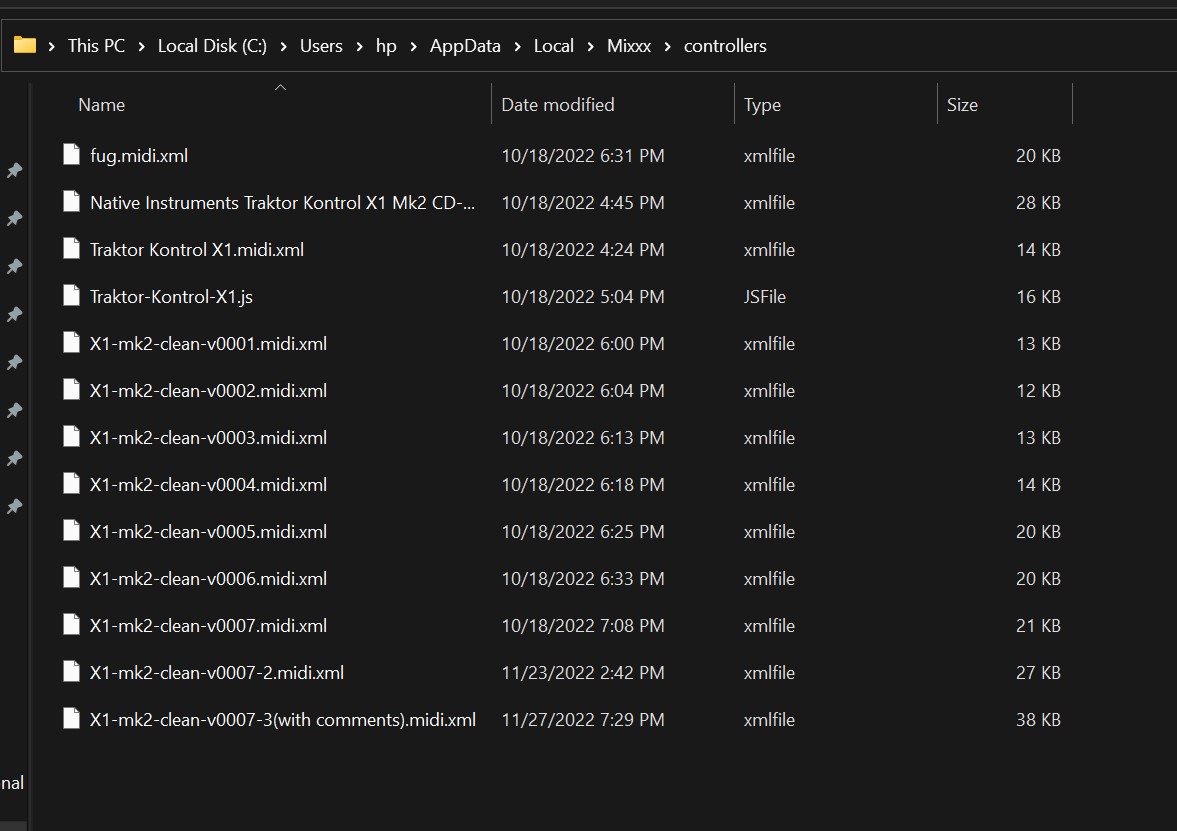 This PC > Local Disk (C:) > Users > hp > AppData > Local > Mixxx > controllers
Name Date modified Type Size
fug.midi.xml 10/18/2022 6:31 PM xmlfile 20 KB
Native Instruments Traktor Kontrol X1 Mk2 CD-... 10/18/2022 4:45 PM xmlfile 28 KB
Traktor Kontrol X1.midi.xml 10/18/2022 4:24 PM xmlfile 14 KB
Traktor-Kontrol-X1.js 10/18/2022 5:04 PM JSFile 16 KB
X1-mk2-clean-v0001.midi.xml 10/18/2022 6:00 PM xmlfile 13 KB
X1-mk2-clean-v0002.midi.xml 10/18/2022 6:04 PM xmlfile 12 KB
X1-mk2-clean-v0003.midi.xml 10/18/2022 6:13 PM xmlfile 13 KB
X1-mk2-clean-v0004.midi.xml 10/18/2022 6:18 PM xmlfile 14 KB
X1-mk2-clean-v0005.midi.xml 10/18/2022 6:25 PM xmlfile 20 KB
X1-mk2-clean-v0006.midi.xml 10/18/2022 6:33 PM xmlfile 20 KB
X1-mk2-clean-v0007.midi.xml 10/18/2022 7:08 PM xmlfile 21 KB
X1-mk2-clean-v0007-2.midi.xml 11/23/2022 2:42 PM xmlfile 27 KB
X1-mk2-clean-v0007-3(with comments).midi.xml 11/27/2022 7:29 PM xmlfile 38 KB
nal